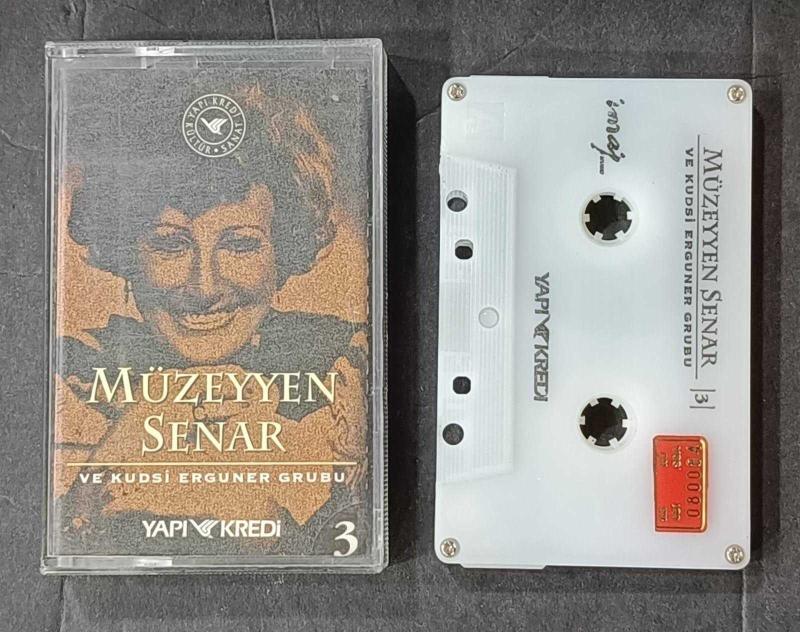 YAPI KREDİ
KÜLTÜR • SANAT
MÜZEYYEN
SENAR
VE KUDSİ ERGUNER GRUBU
YAPI KREDİ
3
imaj
MÜZEYYEN SENAR
VE KUDSİ ERGUNER GRUBU
3
YAPI KREDİ